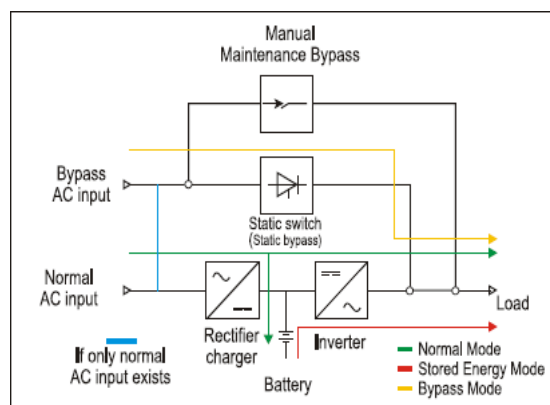 Manual
Maintenance Bypass
Bypass
AC input
Static switch
(Static bypass)
Normal
AC input
Load
Rectifier
charger
Inverter
Battery
If only normal
AC input exists
Normal Mode
Stored Energy Mode
Bypass Mode